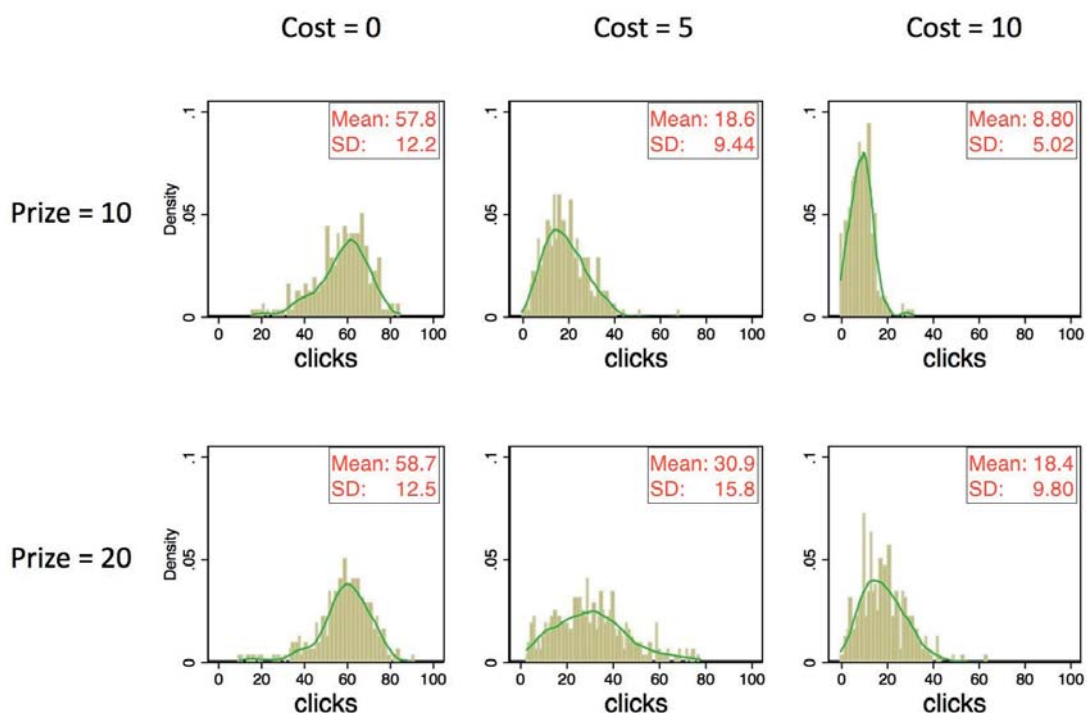 Cost = 0
Cost = 5
Cost = 10
Prize = 10
Density
0 .05 .1
Mean: 57.8
SD: 12.2
0 20 40 60 80 100
clicks
0 .05 .1
Mean: 18.6
SD: 9.44
0 20 40 60 80 100
clicks
0 .05 .1
Mean: 8.80
SD: 5.02
0 20 40 60 80 100
clicks
Prize = 20
Density
0 .05 .1
Mean: 58.7
SD: 12.5
0 20 40 60 80 100
clicks
0 .05 .1
Mean: 30.9
SD: 15.8
0 20 40 60 80 100
clicks
0 .05 .1
Mean: 18.4
SD: 9.80
0 20 40 60 80 100
clicks